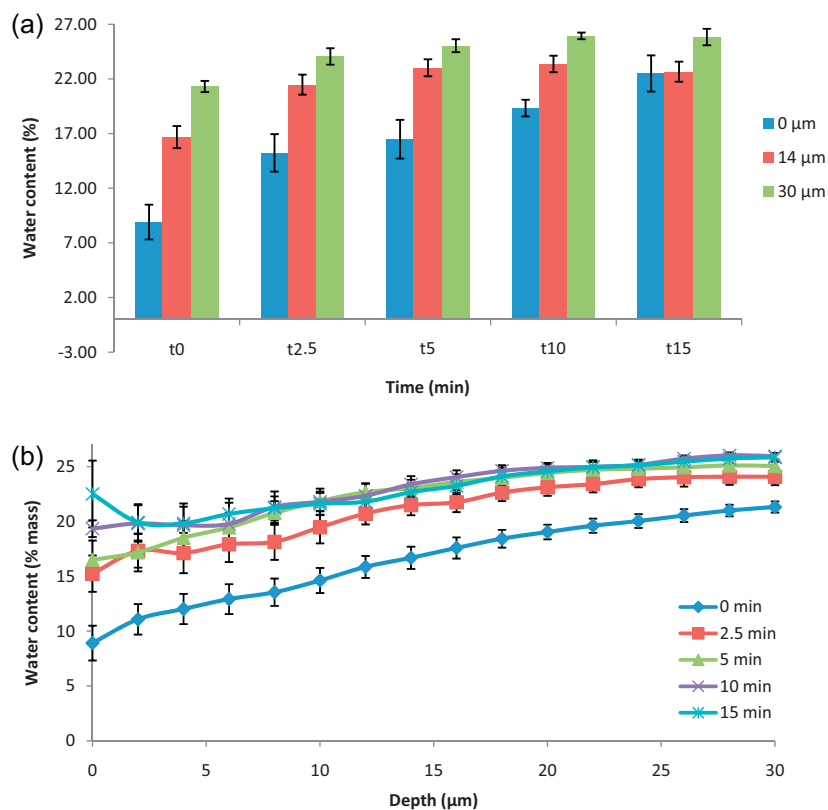 (a)
27.00
22.00
17.00
12.00
7.00
2.00
-3.00
Water content (%)
t0 t2.5 t5 t10 t15
Time (min)
0 µm
14 µm
30 µm
(b)
25
20
15
10
5
0
Water content (% mass)
0 5 10 15 20 25 30
Depth (µm)
0 min
2.5 min
5 min
10 min
15 min